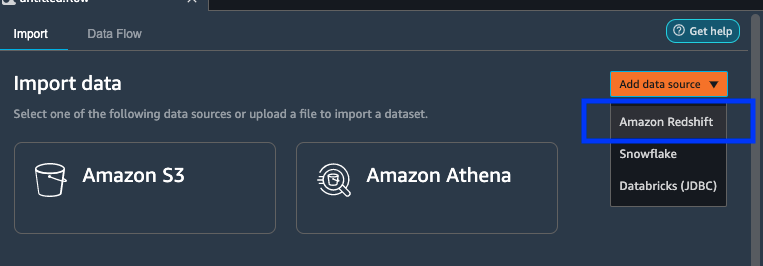 untitled.flow
Import
Data Flow
Get help
Import data
Add data source
Select one of the following data sources or upload a file to import a dataset.
Amazon Redshift
Snowflake
Databricks (JDBC)
Amazon S3
Amazon Athena